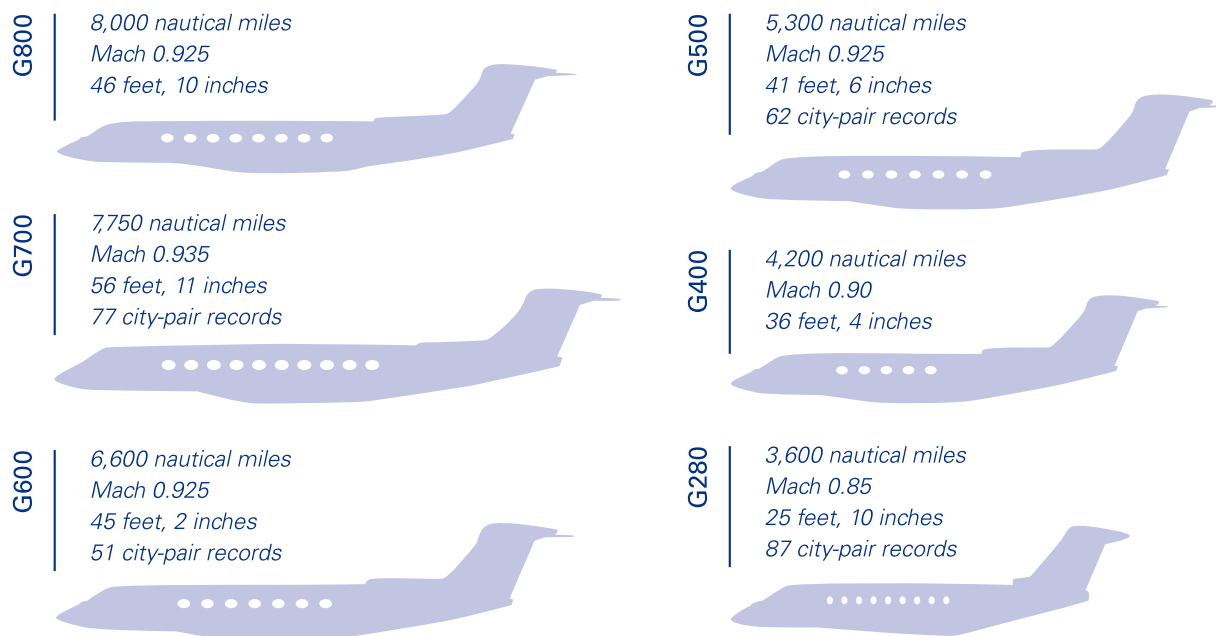 G800
8,000 nautical miles
Mach 0.925
46 feet, 10 inches
G700
7,750 nautical miles
Mach 0.935
56 feet, 11 inches
77 city-pair records
G600
6,600 nautical miles
Mach 0.925
45 feet, 2 inches
51 city-pair records
G500
5,300 nautical miles
Mach 0.925
41 feet, 6 inches
62 city-pair records
G400
4,200 nautical miles
Mach 0.90
36 feet, 4 inches
G280
3,600 nautical miles
Mach 0.85
25 feet, 10 inches
87 city-pair records